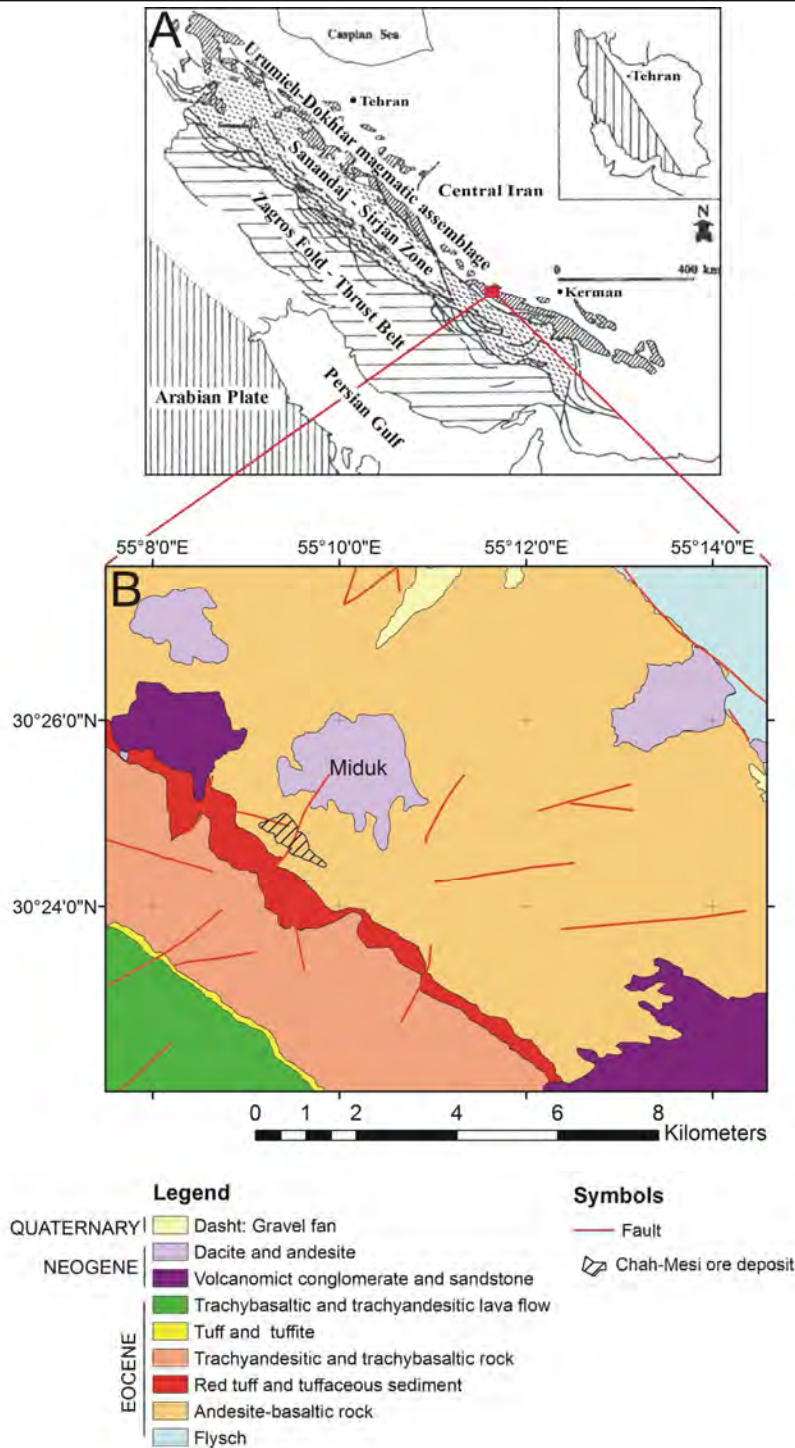 A
Caspian Sea
Tehran
Tehran
Urumieh-Dokhtar magmatic assemblage
Central Iran
Sanandaj - Sirjan Zone
N
0 400 km
Zagros Fold - Thrust Belt
Kerman
Arabian Plate
Persian Gulf
55°8'0"E 55°10'0"E 55°12'0"E 55°14'0"E
B
30°26'0"N
Miduk
30°24'0"N
0 1 2 4 6 8
Kilometers
Legend
QUATERNARY
Dasht: Gravel fan
NEOGENE
Dacite and andesite
Volcanomict conglomerate and sandstone
EOCENE
Trachybasaltic and trachyandesitic lava flow
Tuff and tuffite
Trachyandesitic and trachybasaltic rock
Red tuff and tuffaceous sediment
Andesite-basaltic rock
Flysch
Symbols
Fault
Chah-Mesi ore deposit